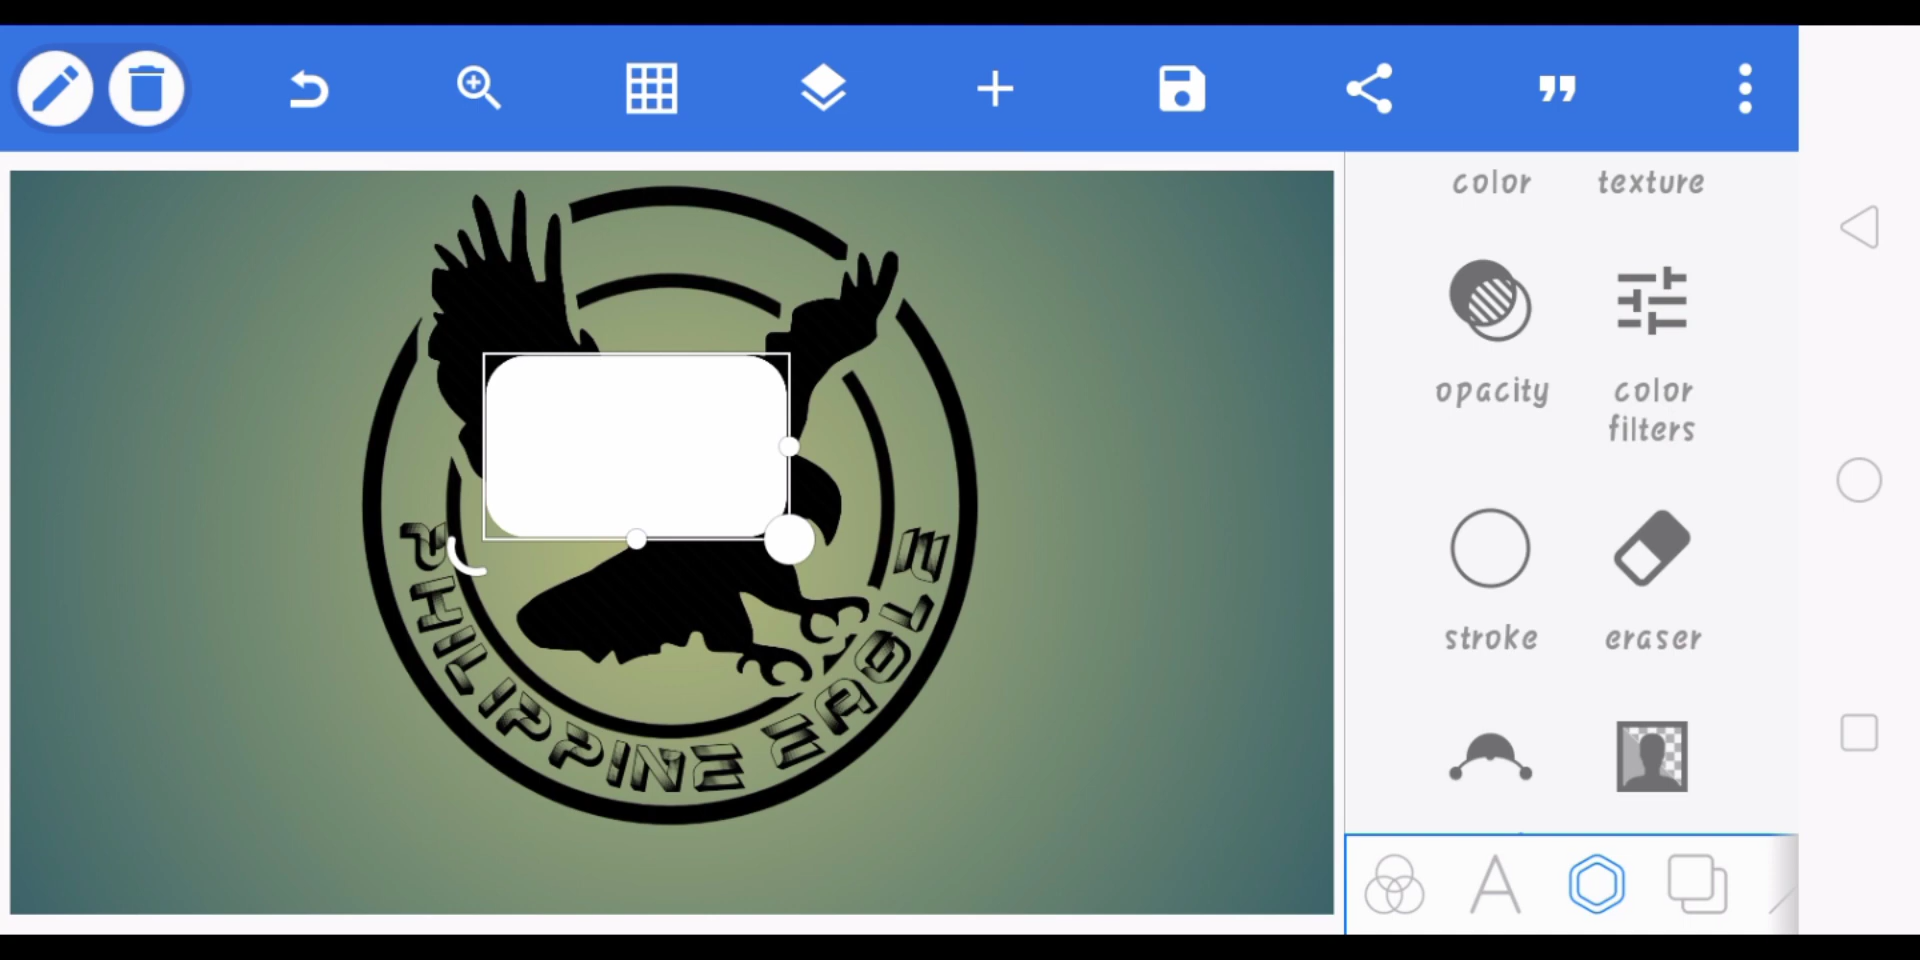 color texture
opacity color
filters
stroke eraser
PHILIPPINE EAGLE